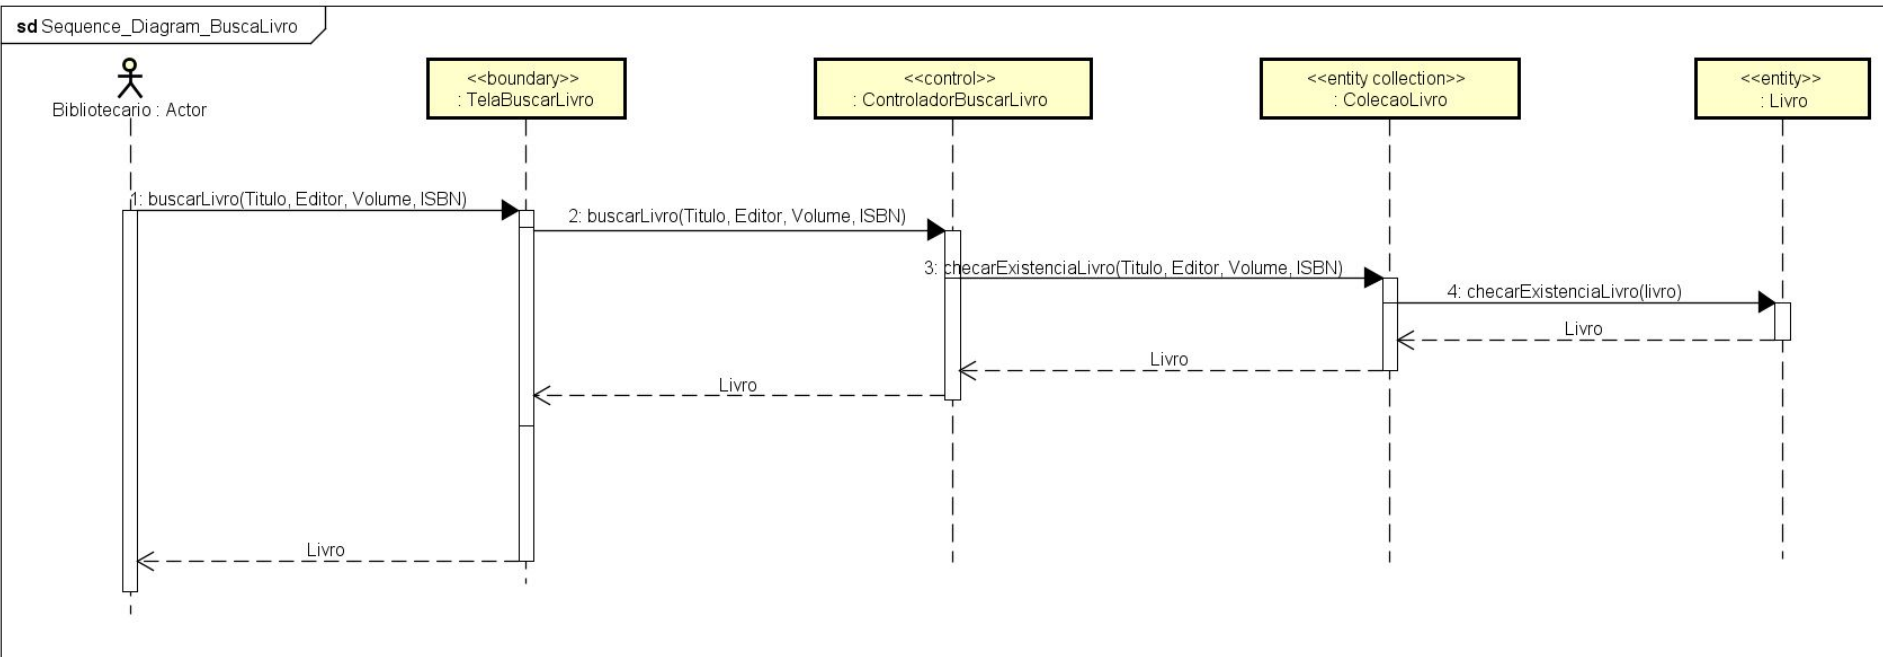 sd Sequence_Diagram_BuscaLivro
Bibliotecario : Actor
<<boundary>>
: TelaBuscarLivro
<<control>>
: ControladorBuscarLivro
<<entity collection>>
: ColecaoLivro
<<entity>>
: Livro
1: buscarLivro(Titulo, Editor, Volume, ISBN)
2: buscarLivro(Titulo, Editor, Volume, ISBN)
3: checarExistenciaLivro(Titulo, Editor, Volume, ISBN)
4: checarExistenciaLivro(livro)
Livro
Livro
Livro
Livro